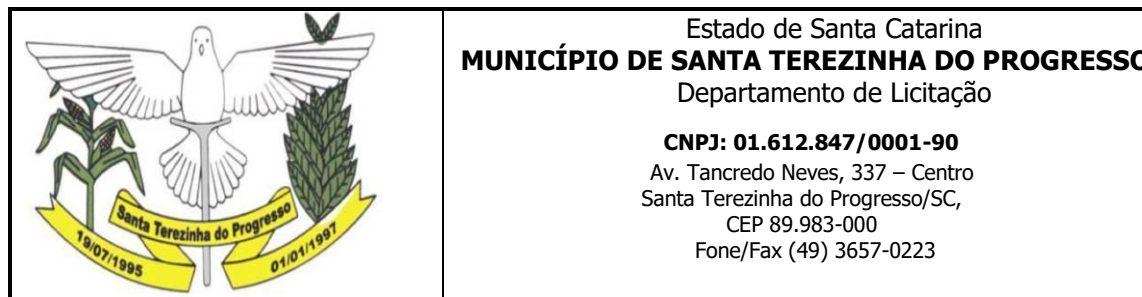 Santa Terezinha do Progresso
19/07/1995
01/01/1997
Estado de Santa Catarina
MUNICÍPIO DE SANTA TEREZINHA DO PROGRESSO
Departamento de Licitação
CNPJ: 01.612.847/0001-90
Av. Tancredo Neves, 337 – Centro
Santa Terezinha do Progresso/SC,
CEP 89.983-000
Fone/Fax (49) 3657-0223